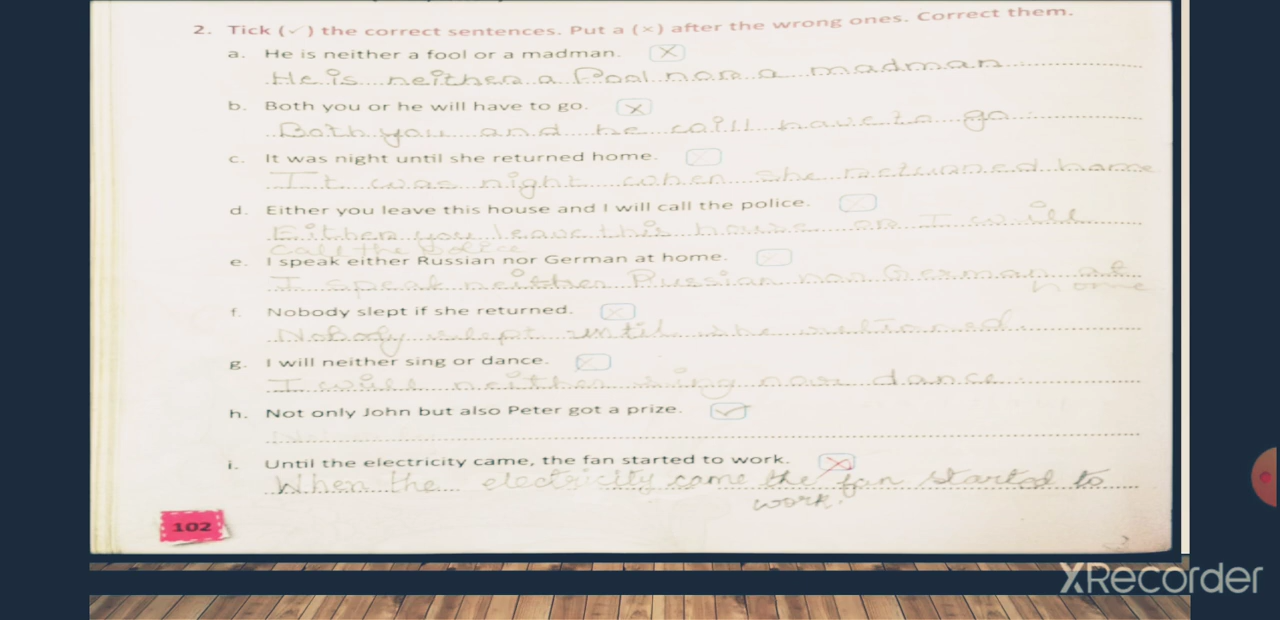 2. Tick (✓) the correct sentences. Put a (×) after the wrong ones. Correct them.
a. He is neither a fool or a madman. ×
He is neither a fool nor a madman
b. Both you or he will have to go. ×
Both you and he will have to go
c. It was night until she returned home. ×
It was night when she returned home
d. Either you leave this house and I will call the police. ×
Either you leave this house or I will
call the police
e. I speak either Russian nor German at home. ×
I speak neither Russian nor German at
home
f. Nobody slept if she returned. ×
Nobody slept until she returned.
g. I will neither sing or dance. ×
I will neither sing nor dance
h. Not only John but also Peter got a prize. ✓
i. Until the electricity came, the fan started to work. ×
When the electricity came the fan started to
work.
102
XRecorder